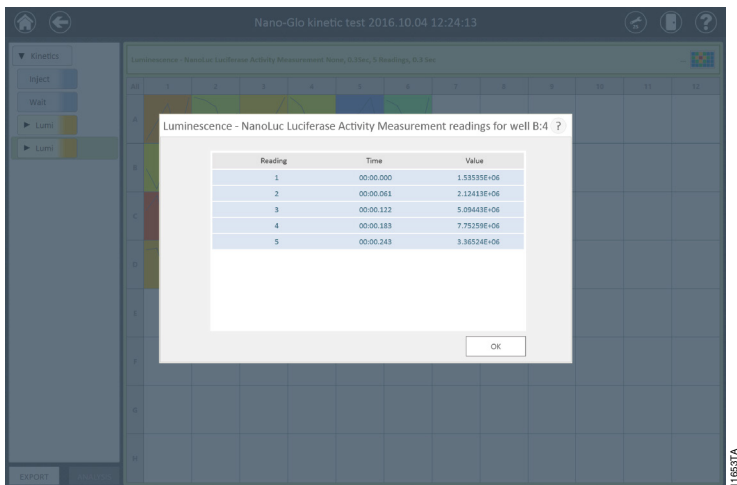 Nano-Glo kinetic test 2016.10.04 12:24:13
?
▼ Kinetics
Inject
Wait
► Lumi
► Lumi
All 1 2 3 4 5 6 7 8 9 10 11 12
A
Luminescence - NanoLuc Luciferase Activity Measurement readings for well B:4 ?
Reading Time Value
1 00:00.000 1.53535E+06
2 00:00.061 2.12413E+06
3 00:00.122 5.09443E+06
4 00:00.183 7.75259E+06
5 00:00.243 3.36524E+06
OK
B
C
D
E
F
G
H
EXPORT
11653TA